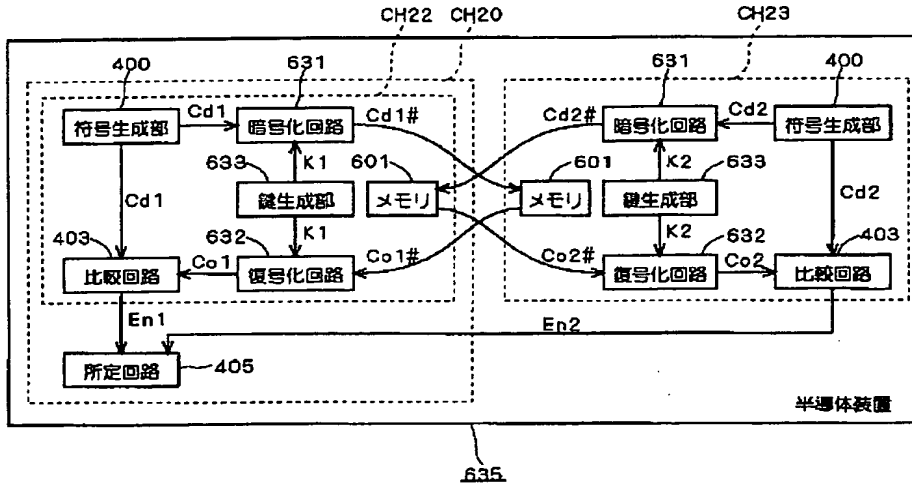 CH22 CH20 CH23
400 631 631 400
符号生成部 Cd1 暗号化回路 Cd1# Cd2# 暗号化回路 Cd2 符号生成部
633 K1 601 601 K2 633
Cd1 鍵生成部 メモリ メモリ 鍵生成部 Cd2
403 632 K1 K2 632 403
比較回路 Co1 復号化回路 Co1# Co2# 復号化回路 Co2 比較回路
En1 En2
所定回路 405
半導体装置
635